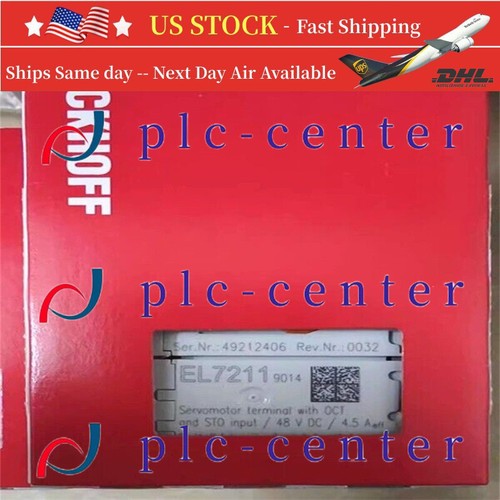 US STOCK - Fast Shipping
Ships Same day -- Next Day Air Available
ups
DHL
CKHOFF
plc-center
plc-center
Ser.Nr.: 49212406 Rev.Nr.: 0032
EL7211 9014
Servomotor terminal with OCT
and STO input / 48 V DC / 4.5 Aeff
plc-center